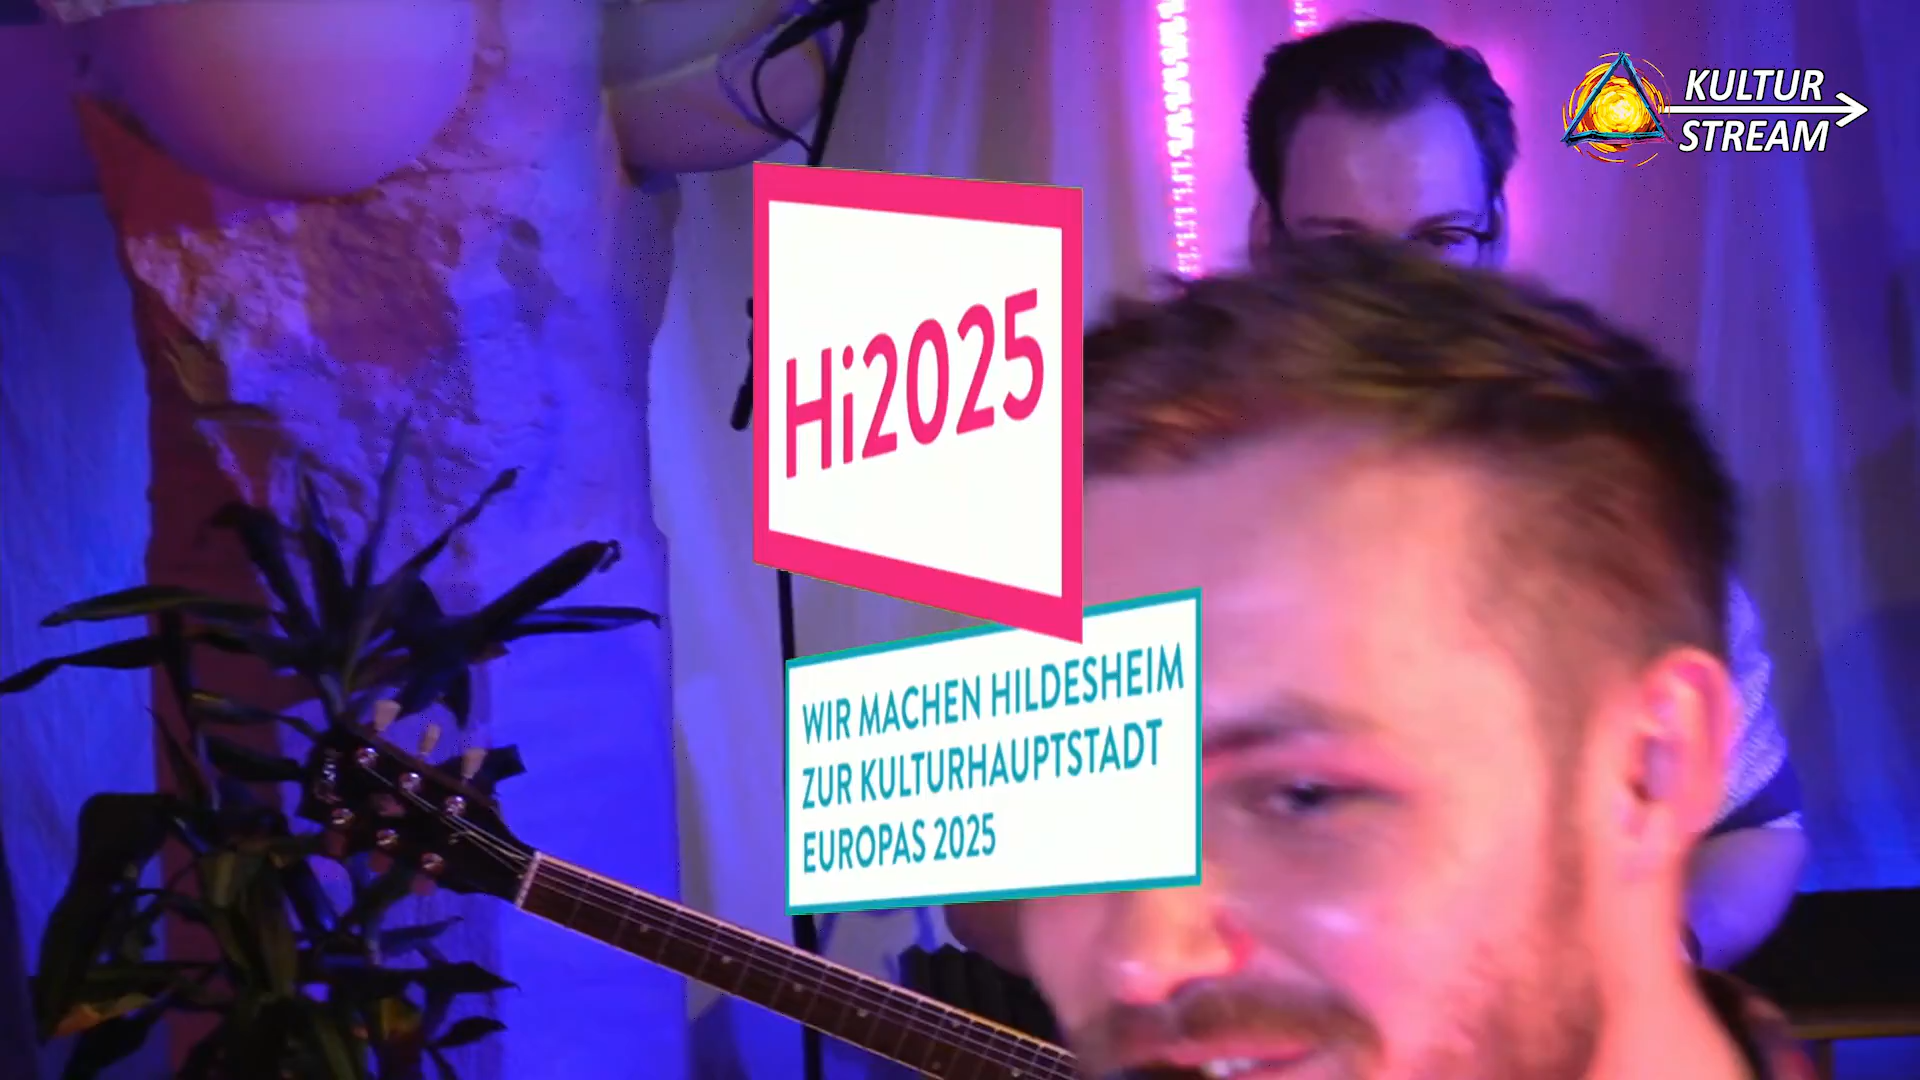 KULTUR
STREAM
Hi2025
WIR MACHEN HILDESHEIM
ZUR KULTURHAUPTSTADT
EUROPAS 2025